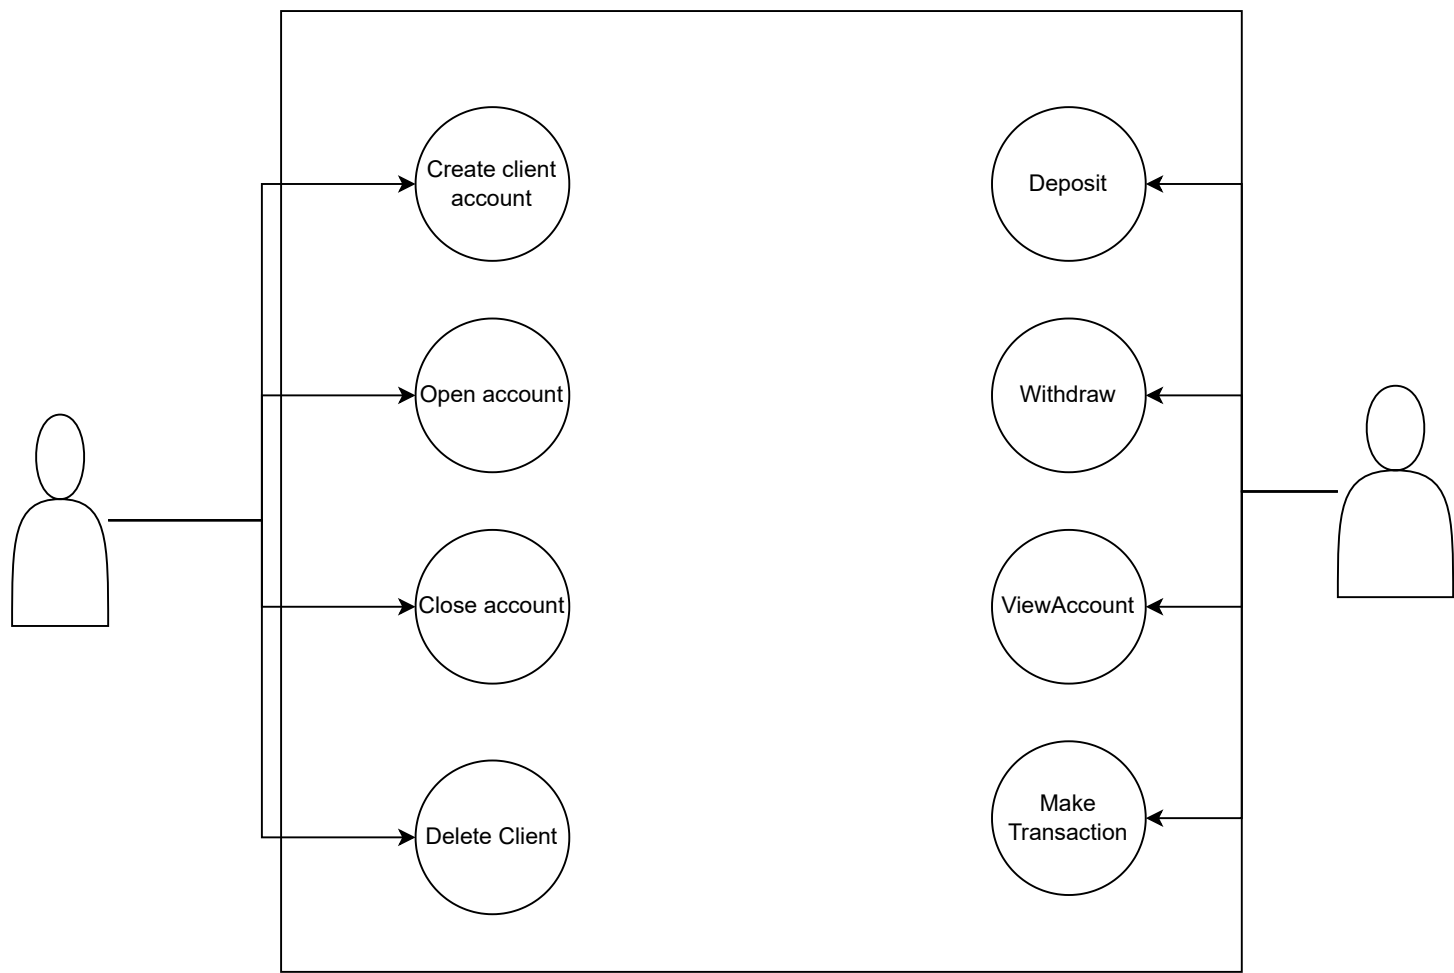 Create client
account
Open account
Close account
Delete Client
Deposit
Withdraw
ViewAccount
Make
Transaction